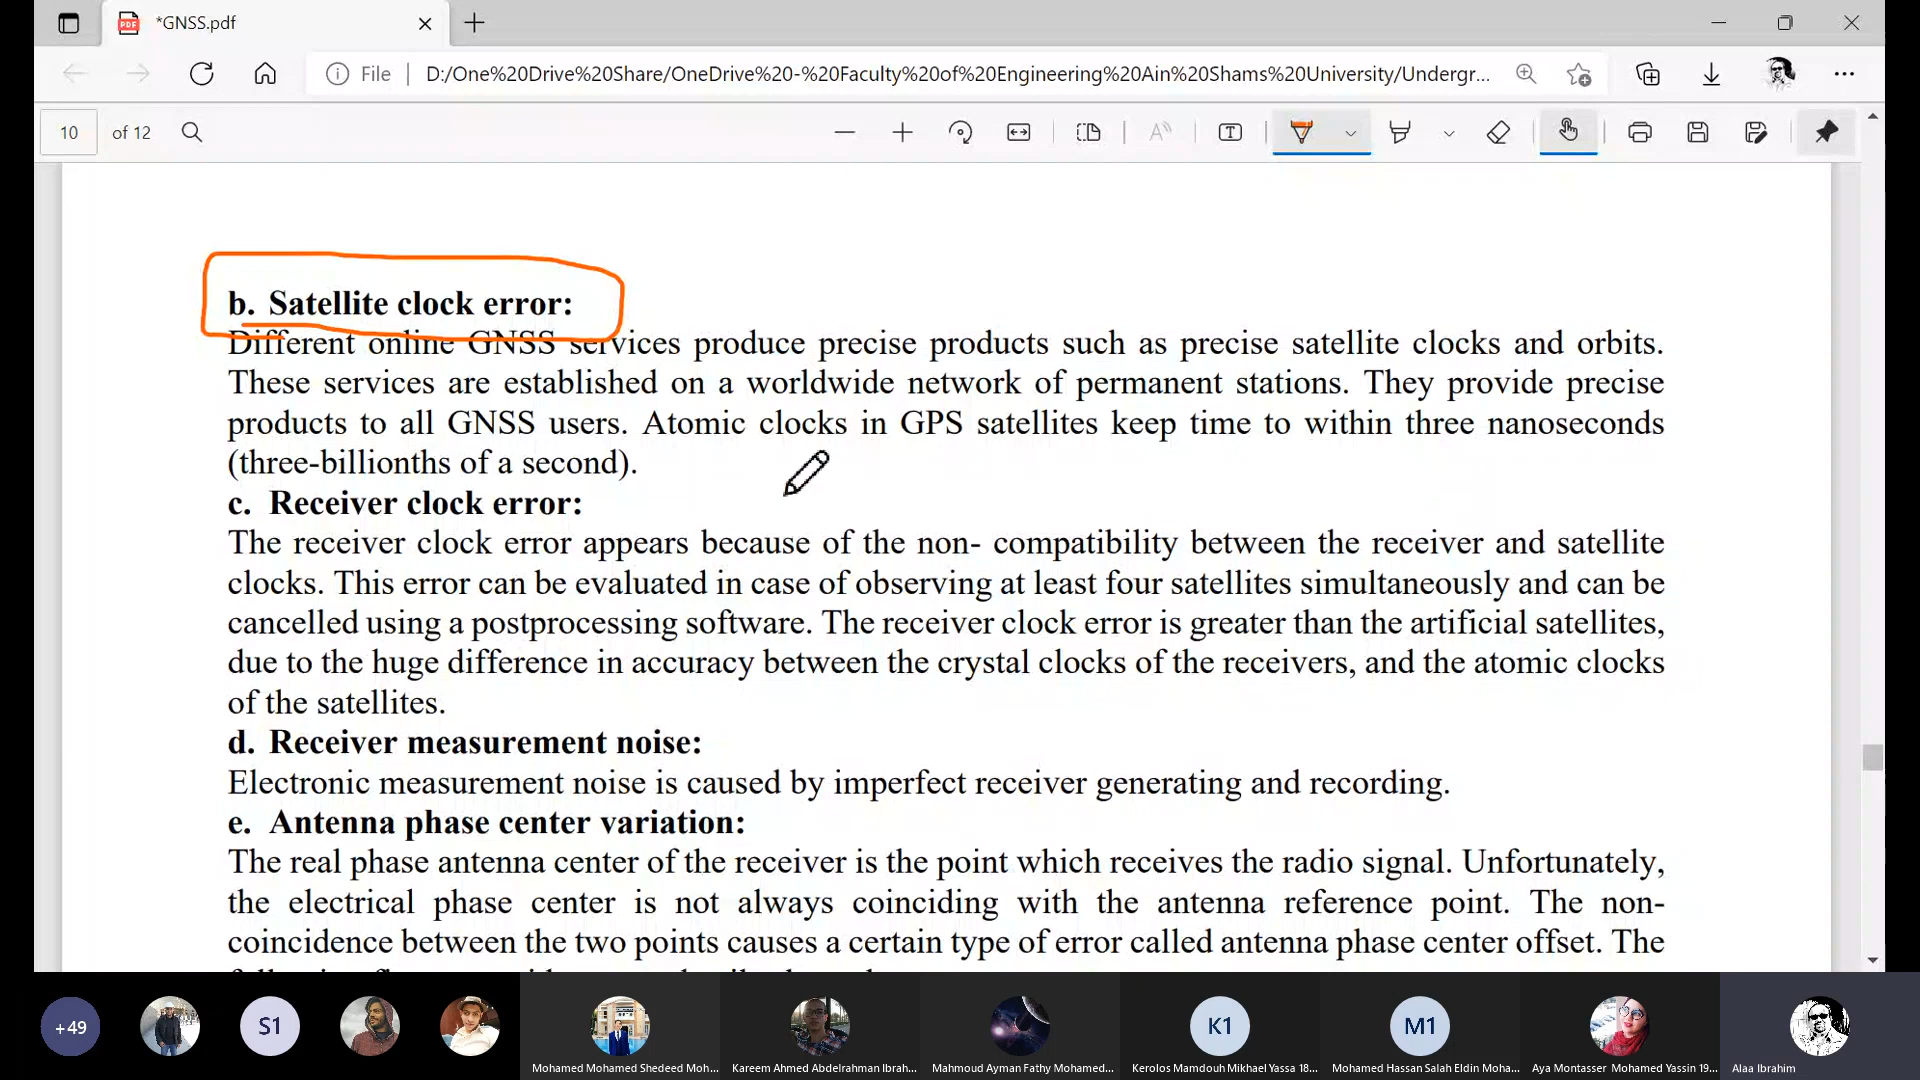 *GNSS.pdf
File
D:/One%20Drive%20Share/OneDrive%20-%20Faculty%20of%20Engineering%20Ain%20Shams%20University/Undergr...
10 of 12
b. Satellite clock error:
Different online GNSS services produce precise products such as precise satellite clocks and orbits.
These services are established on a worldwide network of permanent stations. They provide precise
products to all GNSS users. Atomic clocks in GPS satellites keep time to within three nanoseconds
(three-billionths of a second).
c. Receiver clock error:
The receiver clock error appears because of the non- compatibility between the receiver and satellite
clocks. This error can be evaluated in case of observing at least four satellites simultaneously and can be
cancelled using a postprocessing software. The receiver clock error is greater than the artificial satellites,
due to the huge difference in accuracy between the crystal clocks of the receivers, and the atomic clocks
of the satellites.
d. Receiver measurement noise:
Electronic measurement noise is caused by imperfect receiver generating and recording.
e. Antenna phase center variation:
The real phase antenna center of the receiver is the point which receives the radio signal. Unfortunately,
the electrical phase center is not always coinciding with the antenna reference point. The non-
coincidence between the two points causes a certain type of error called antenna phase center offset. The
+49
S1
K1
M1
Mohamed Mohamed Shedeed Moh...
Kareem Ahmed Abdelrahman Ibrah...
Mahmoud Ayman Fathy Mohamed...
Kerolos Mamdouh Mikhael Yassa 18...
Mohamed Hassan Salah Eldin Moha...
Aya Montasser Mohamed Yassin 19...
Alaa Ibrahim